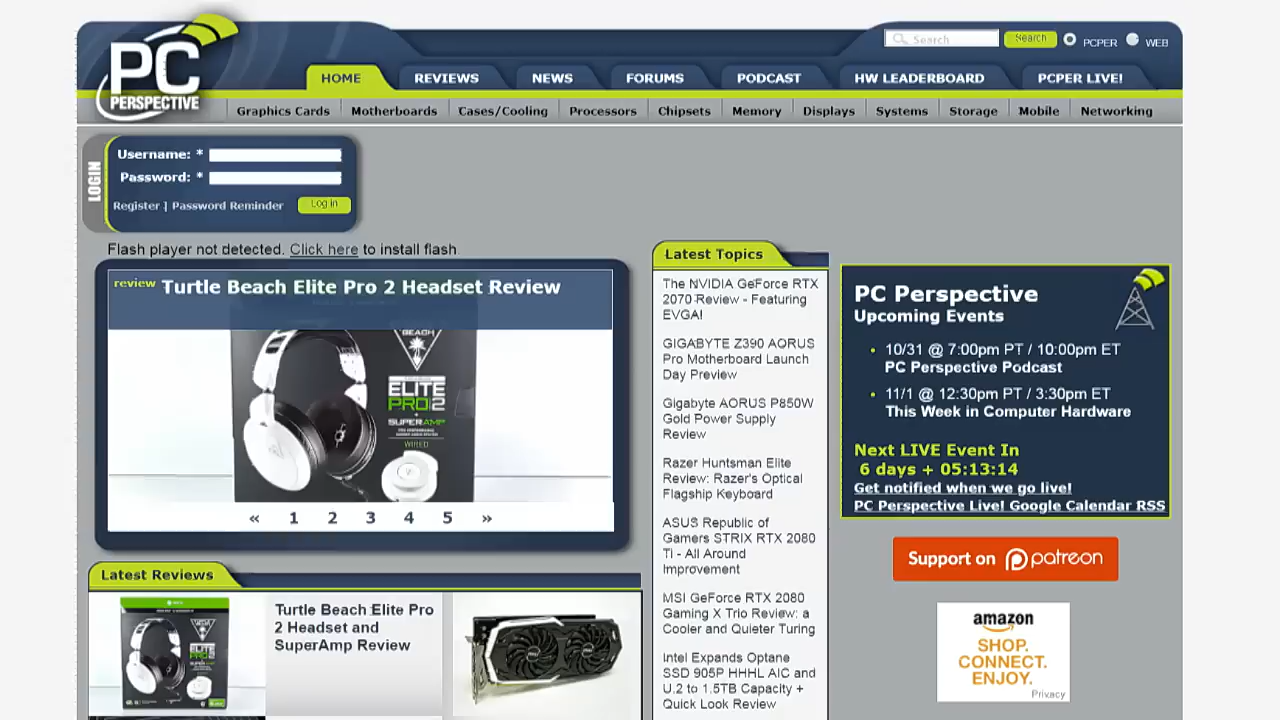 PC
PERSPECTIVE
Search
Search
PCPER
WEB
HOME
REVIEWS
NEWS
FORUMS
PODCAST
HW LEADERBOARD
PCPER LIVE!
Graphics Cards
Motherboards
Cases/Cooling
Processors
Chipsets
Memory
Displays
Systems
Storage
Mobile
Networking
LOGIN
Username: *
Password: *
Register | Password Reminder
Log in
Flash player not detected. Click here to install flash
review Turtle Beach Elite Pro 2 Headset Review
BEACH
ELITE
PRO 2
+
SUPERAMP
WIRED
« 1 2 3 4 5 »
Latest Reviews
ELITE
PRO 2
Turtle Beach Elite Pro
2 Headset and
SuperAmp Review
Latest Topics
The NVIDIA GeForce RTX
2070 Review - Featuring
EVGA!
GIGABYTE Z390 AORUS
Pro Motherboard Launch
Day Preview
Gigabyte AORUS P850W
Gold Power Supply
Review
Razer Huntsman Elite
Review: Razer's Optical
Flagship Keyboard
ASUS Republic of
Gamers STRIX RTX 2080
Ti - All Around
Improvement
MSI GeForce RTX 2080
Gaming X Trio Review: a
Cooler and Quieter Turing
Intel Expands Optane
SSD 905P HHHL AIC and
U.2 to 1.5TB Capacity +
Quick Look Review
PC Perspective
Upcoming Events
• 10/31 @ 7:00pm PT / 10:00pm ET
PC Perspective Podcast
• 11/1 @ 12:30pm PT / 3:30pm ET
This Week in Computer Hardware
Next LIVE Event In
6 days + 05:13:14
Get notified when we go live!
PC Perspective Live! Google Calendar RSS
Support on patreon
amazon
SHOP.
CONNECT.
ENJOY.
Privacy